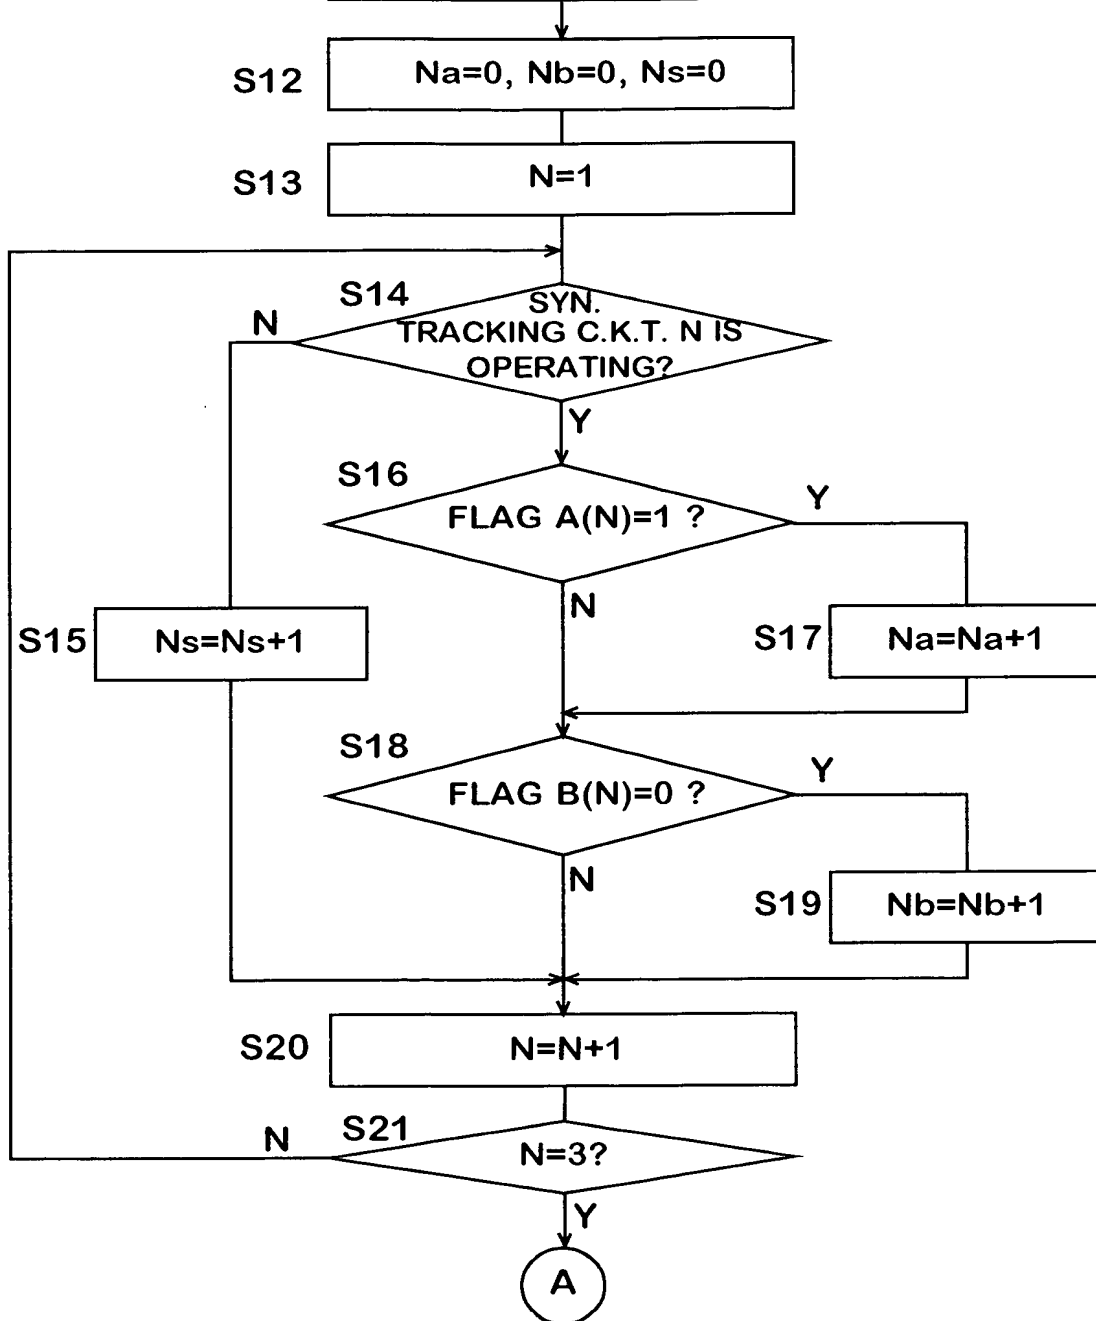 S12
Na=0, Nb=0, Ns=0
S13
N=1
S14
SYN.
TRACKING C.K.T. N IS
OPERATING?
N
Y
S16
FLAG A(N)=1 ?
Y
N
S15
Ns=Ns+1
S17
Na=Na+1
S18
FLAG B(N)=0 ?
Y
N
S19
Nb=Nb+1
S20
N=N+1
S21
N=3?
N
Y
A